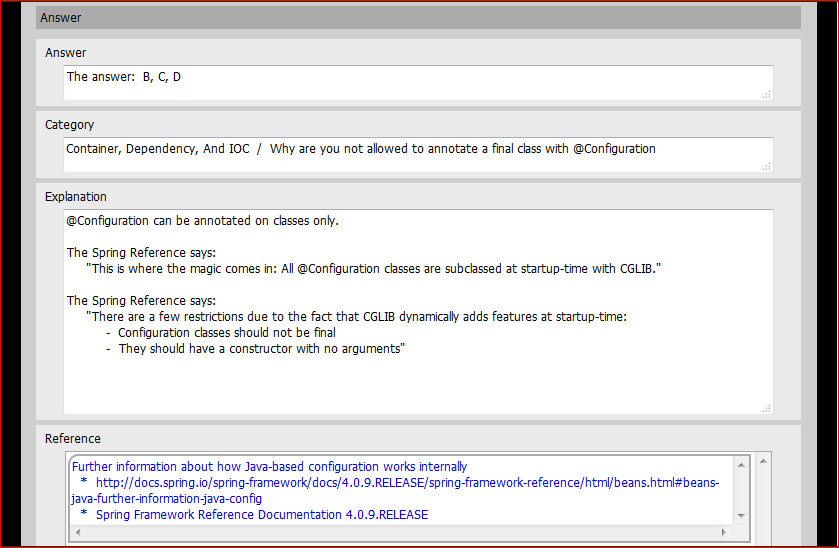 Answer
Answer
The answer:  B, C, D
Category
Container, Dependency, And IOC  /  Why are you not allowed to annotate a final class with @Configuration
Explanation
@Configuration can be annotated on classes only.
The Spring Reference says:
"This is where the magic comes in: All @Configuration classes are subclassed at startup-time with CGLIB."
The Spring Reference says:
"There are a few restrictions due to the fact that CGLIB dynamically adds features at startup-time:
-  Configuration classes should not be final
-  They should have a constructor with no arguments"
Reference
Further information about how Java-based configuration works internally
*  http://docs.spring.io/spring-framework/docs/4.0.9.RELEASE/spring-framework-reference/html/beans.html#beans-
java-further-information-java-config
*  Spring Framework Reference Documentation 4.0.9.RELEASE